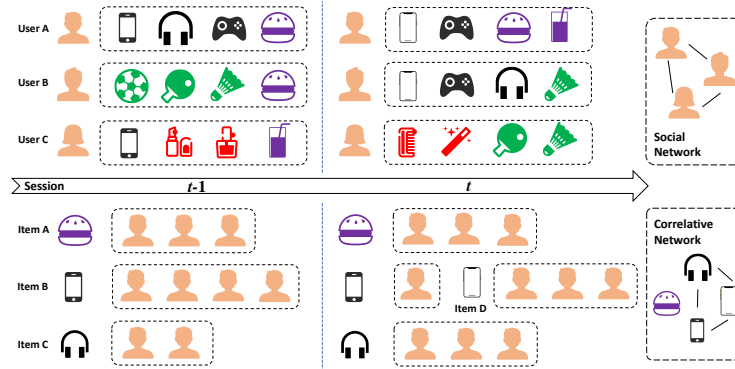 User A
User B
User C
Social
Network
Session
t-1
t
Item A
Item B
Item D
Item C
Correlative
Network